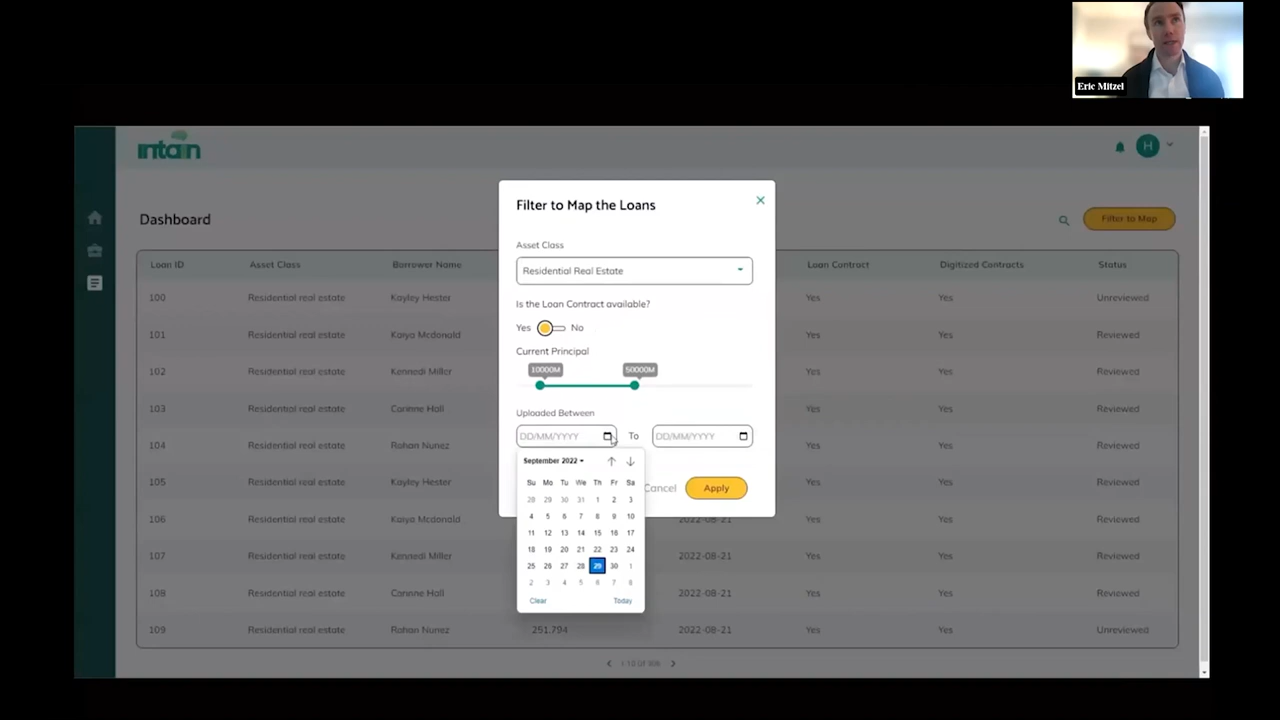 Eric Mitzel
intain
H
Dashboard
Filter to Map
Loan ID Asset Class Borrower Name Loan Contract Digitized Contracts Status
100 Residential real estate Kayley Hester Yes Yes Unreviewed
101 Residential real estate Kaiya Mcdonald Yes Yes Reviewed
102 Residential real estate Kennedi Miller Yes Yes Reviewed
103 Residential real estate Corinne Hall Yes Yes Reviewed
104 Residential real estate Rohan Nunez Yes Yes Reviewed
105 Residential real estate Kayley Hester Yes Yes Reviewed
106 Residential real estate Kaiya Mcdonald 2022-08-21 Yes Yes Reviewed
107 Residential real estate Kennedi Miller 2022-08-21 Yes Yes Reviewed
108 Residential real estate Corinne Hall 2022-08-21 Yes Yes Reviewed
109 Residential real estate Rohan Nunez 251.794 2022-08-21 Yes Yes Unreviewed
Filter to Map the Loans
Asset Class
Residential Real Estate
Is the Loan Contract available?
Yes No
Current Principal
10000M 50000M
Uploaded Between
DD/MM/YYYY To DD/MM/YYYY
Cancel Apply
September 2022
Su Mo Tu We Th Fr Sa
28 29 30 31 1 2 3
4 5 6 7 8 9 10
11 12 13 14 15 16 17
18 19 20 21 22 23 24
25 26 27 28 29 30 1
2 3 4 5 6 7 8
Clear Today